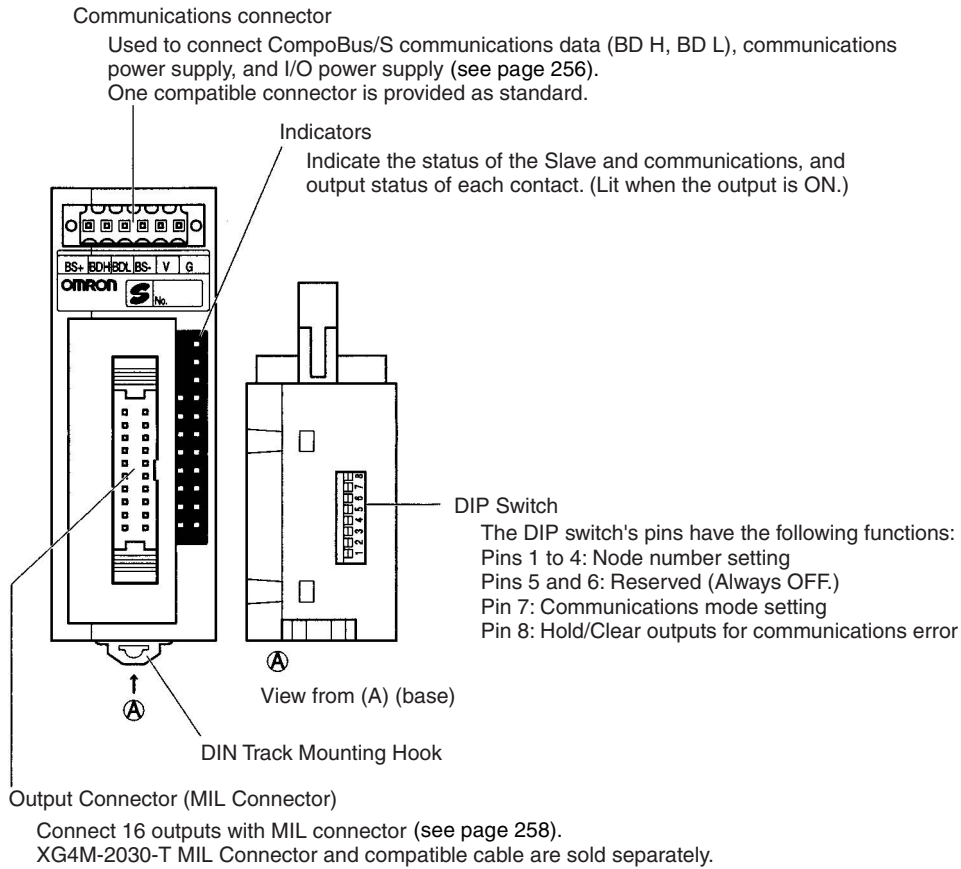 Communications connector
Used to connect CompoBus/S communications data (BD H, BD L), communications
power supply, and I/O power supply (see page 256).
One compatible connector is provided as standard.
Indicators
Indicate the status of the Slave and communications, and
output status of each contact. (Lit when the output is ON.)
BS+ BDH BDL BS- V G
OMRON S No.
1 2 3 4 5 6 7 8
DIP Switch
The DIP switch's pins have the following functions:
Pins 1 to 4: Node number setting
Pins 5 and 6: Reserved (Always OFF.)
Pin 7: Communications mode setting
Pin 8: Hold/Clear outputs for communications error
A
View from (A) (base)
A
DIN Track Mounting Hook
Output Connector (MIL Connector)
Connect 16 outputs with MIL connector (see page 258).
XG4M-2030-T MIL Connector and compatible cable are sold separately.